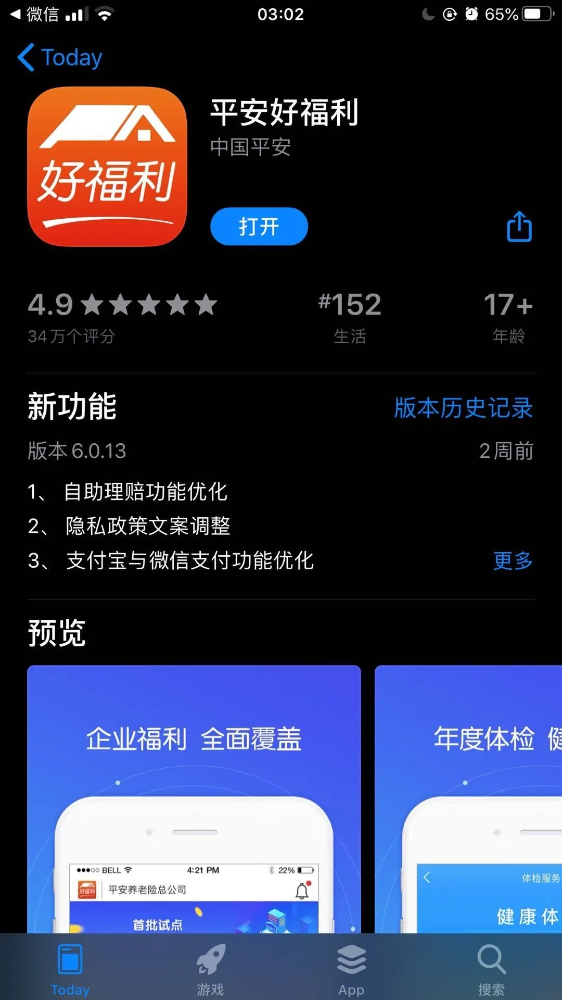 微信 03:02 65%
Today
好福利
平安好福利
中国平安
打开
4.9 #152 17+
34万个评分 生活 年龄
新功能 版本历史记录
版本 6.0.13 2周前
1、 自助理赔功能优化
2、 隐私政策文案调整
3、 支付宝与微信支付功能优化 更多
预览
企业福利 全面覆盖
BELL 4:21 PM 22%
好福利 平安养老险总公司
首批试点
年度体检
体检服务
健康体
Today 游戏 App 搜索